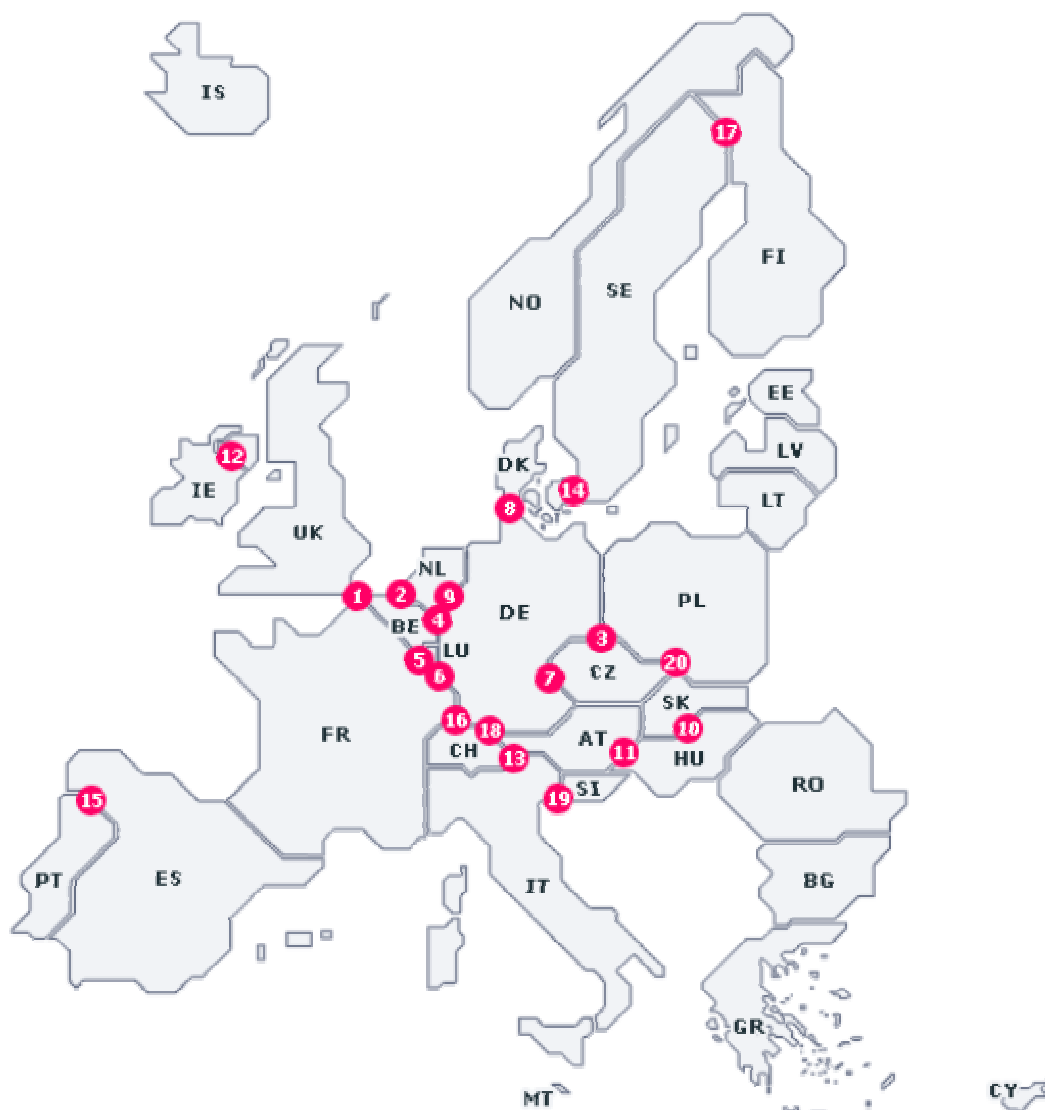 IS
17
FI
SE
NO
EE
LV
12
DK
IE
14
LT
8
UK
NL
1
2
9
PL
DE
4
BE
3
LU
5
20
CZ
6
7
SK
16
10
18
FR
AT
CH
11
13
HU
RO
SI
19
15
PT
ES
BG
IT
GR
CY
MT